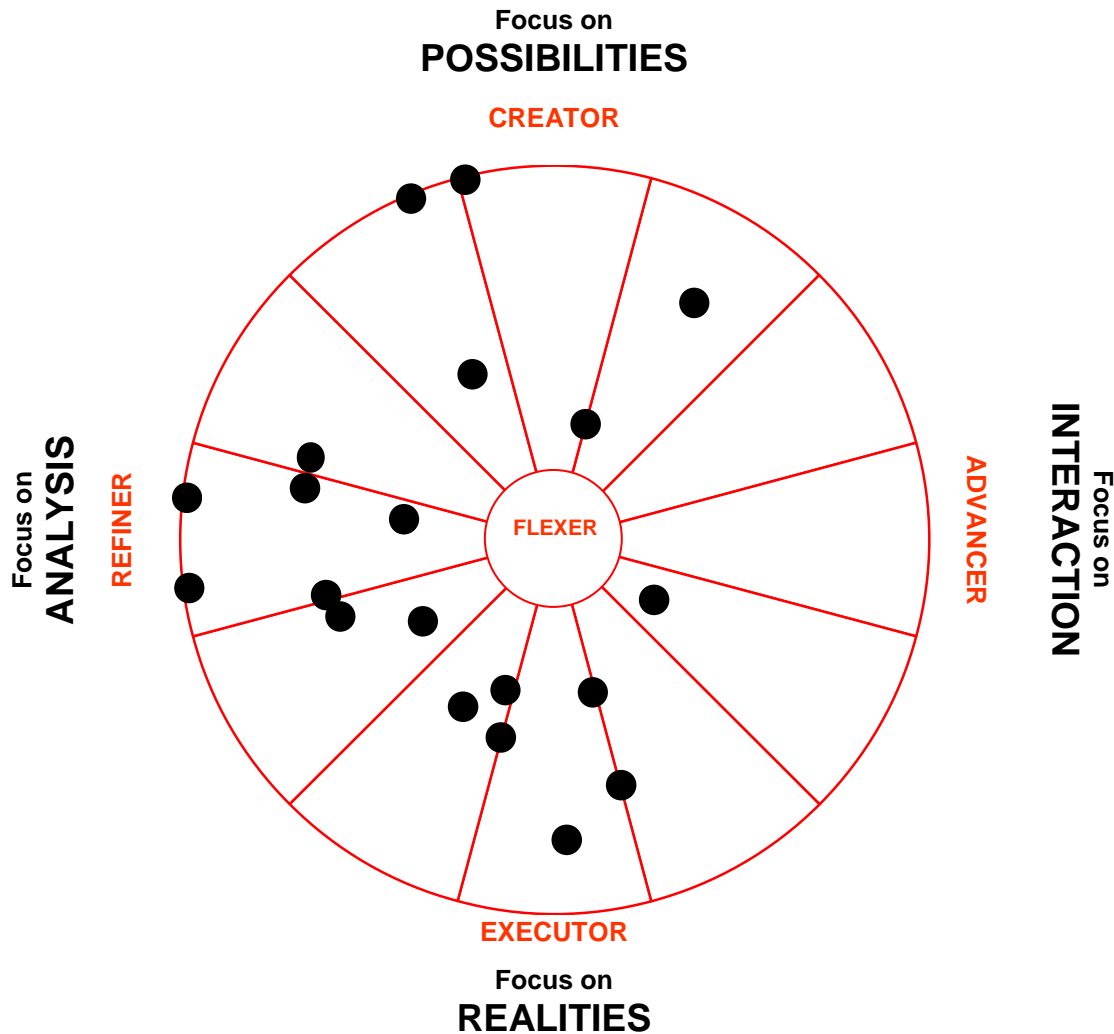 Focus on
POSSIBILITIES
CREATOR
Focus on
ANALYSIS
REFINER
FLEXER
ADVANCER
Focus on
INTERACTION
EXECUTOR
Focus on
REALITIES